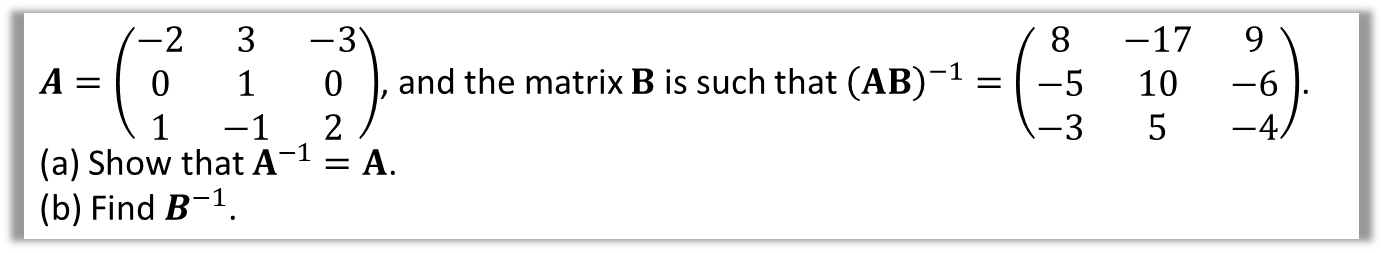 A = (−2 3 −3
0 1 0
1 −1 2), and the matrix B is such that (AB)⁻¹ = (8 −17 9
−5 10 −6
−3 5 −4).
(a) Show that A⁻¹ = A.
(b) Find B⁻¹.